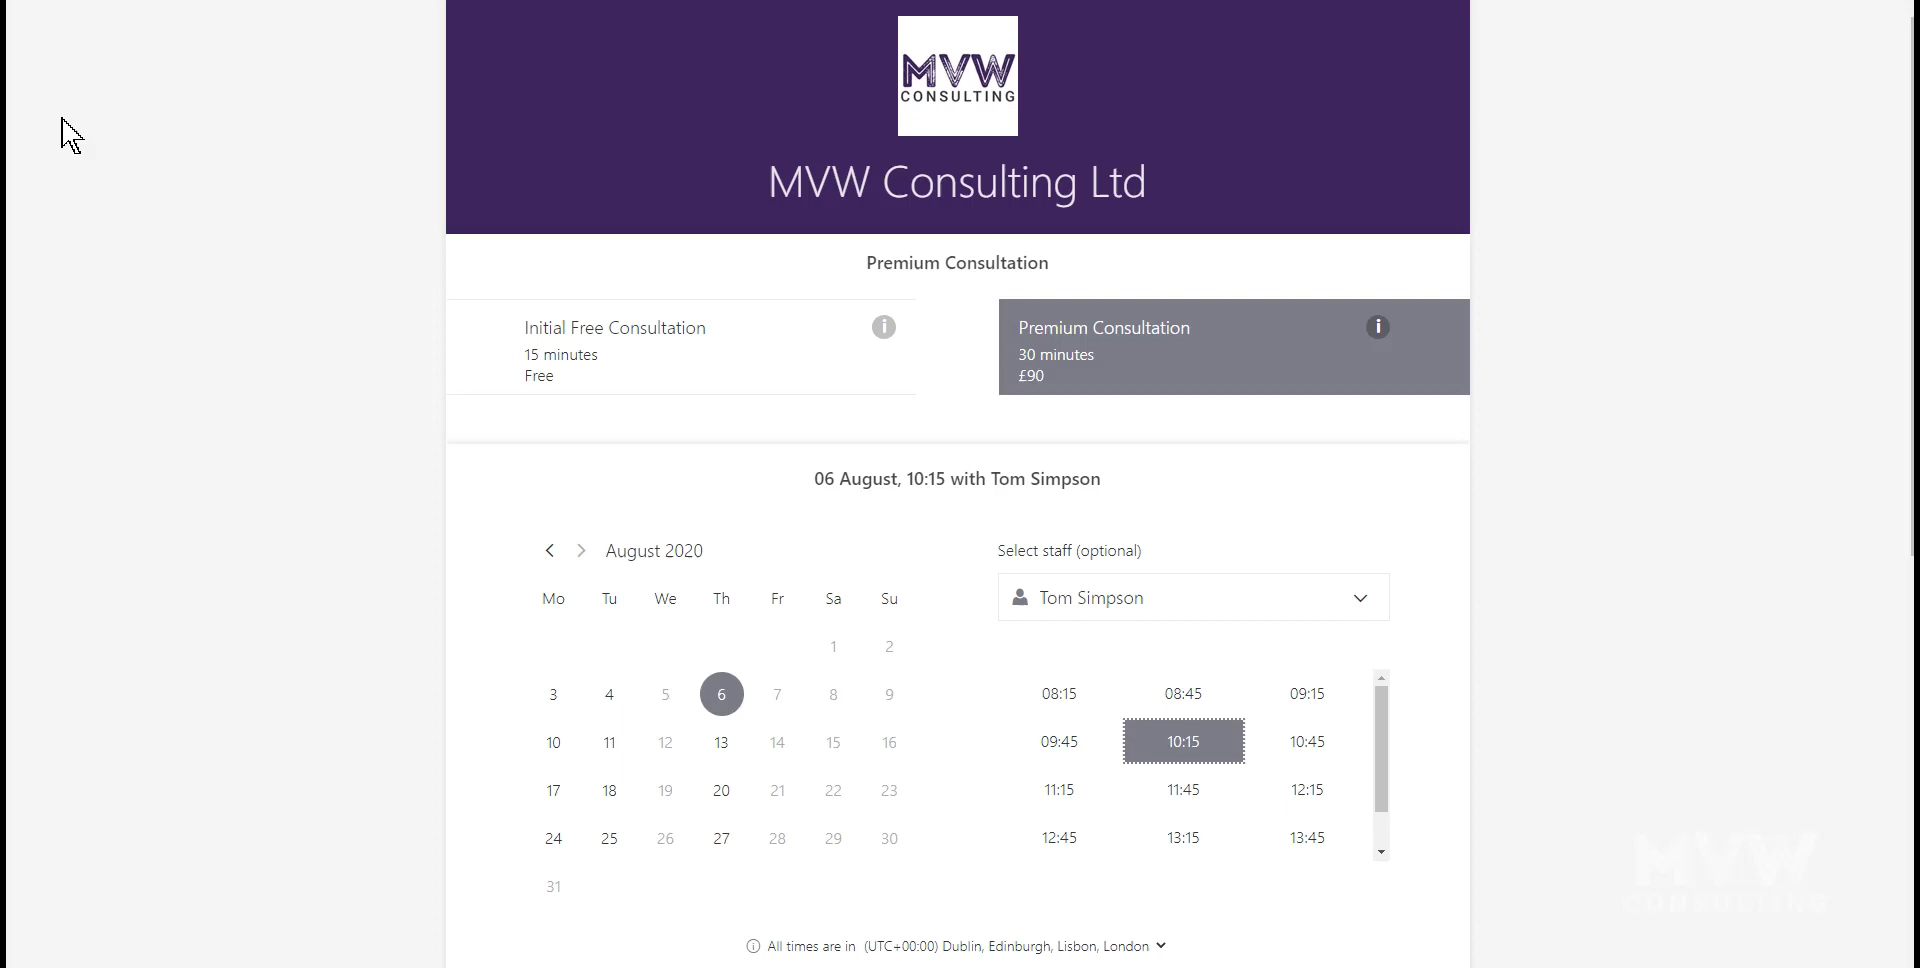 MVW
CONSULTING
MVW Consulting Ltd
Premium Consultation
Initial Free Consultation
15 minutes
Free
Premium Consultation
30 minutes
£90
06 August, 10:15 with Tom Simpson
August 2020
Mo Tu We Th Fr Sa Su
1 2
3 4 5 6 7 8 9
10 11 12 13 14 15 16
17 18 19 20 21 22 23
24 25 26 27 28 29 30
31
Select staff (optional)
Tom Simpson
08:15 08:45 09:15
09:45 10:15 10:45
11:15 11:45 12:15
12:45 13:15 13:45
All times are in (UTC+00:00) Dublin, Edinburgh, Lisbon, London
MVW
CONSULTING